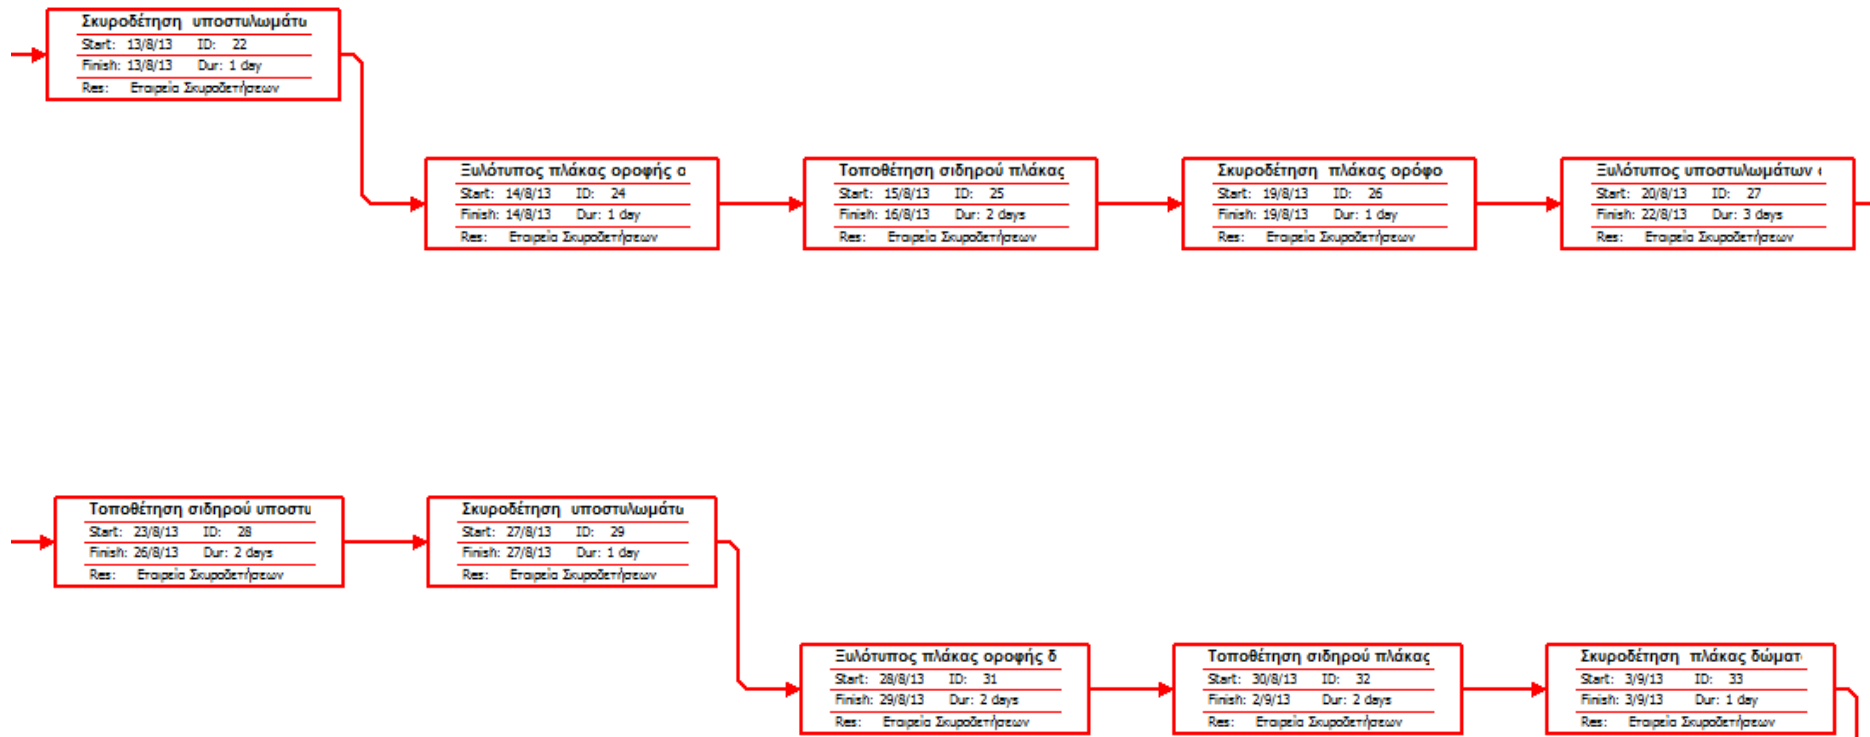 Σκυροδέτηση υποστυλωμάτω
Start: 13/8/13 ID: 22
Finish: 13/8/13 Dur: 1 day
Res: Εταιρεία Σκυροδετήσεων
Ξυλότυπος πλάκας οροφής ο
Start: 14/8/13 ID: 24
Finish: 14/8/13 Dur: 1 day
Res: Εταιρεία Σκυροδετήσεων
Τοποθέτηση σιδηρού πλάκας
Start: 15/8/13 ID: 25
Finish: 16/8/13 Dur: 2 days
Res: Εταιρεία Σκυροδετήσεων
Σκυροδέτηση πλάκας ορόφο
Start: 19/8/13 ID: 26
Finish: 19/8/13 Dur: 1 day
Res: Εταιρεία Σκυροδετήσεων
Ξυλότυπος υποστυλωμάτων
Start: 20/8/13 ID: 27
Finish: 22/8/13 Dur: 3 days
Res: Εταιρεία Σκυροδετήσεων
Τοποθέτηση σιδηρού υποστυ
Start: 23/8/13 ID: 28
Finish: 26/8/13 Dur: 2 days
Res: Εταιρεία Σκυροδετήσεων
Σκυροδέτηση υποστυλωμάτω
Start: 27/8/13 ID: 29
Finish: 27/8/13 Dur: 1 day
Res: Εταιρεία Σκυροδετήσεων
Ξυλότυπος πλάκας οροφής δ
Start: 28/8/13 ID: 31
Finish: 29/8/13 Dur: 2 days
Res: Εταιρεία Σκυροδετήσεων
Τοποθέτηση σιδηρού πλάκας
Start: 30/8/13 ID: 32
Finish: 2/9/13 Dur: 2 days
Res: Εταιρεία Σκυροδετήσεων
Σκυροδέτηση πλάκας δώματ
Start: 3/9/13 ID: 33
Finish: 3/9/13 Dur: 1 day
Res: Εταιρεία Σκυροδετήσεων